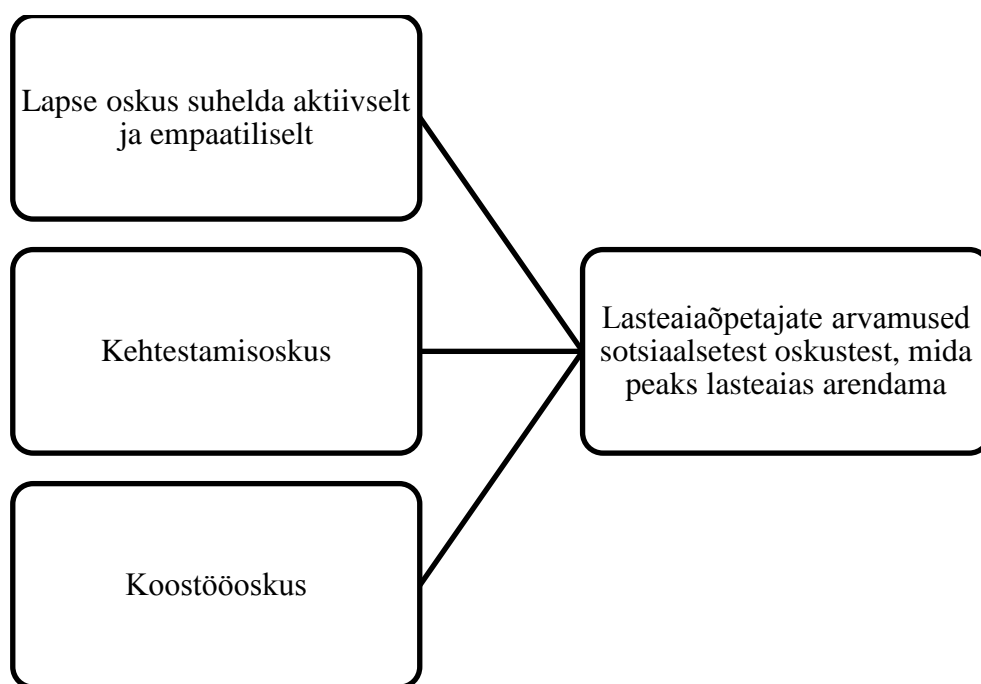 Lapse oskus suhelda aktiivselt
ja empaatiliselt
Kehtestamisoskus
Koostööoskus
Lasteaiaõpetajate arvamused
sotsiaalsetest oskustest, mida
peaks lasteaias arendama